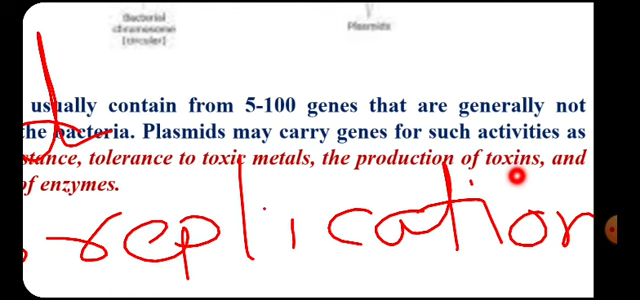 Bacterial
chromosome
[circular]
Plasmids
usually contain from 5-100 genes that are generally not
the bacteria. Plasmids may carry genes for such activities as
stance, tolerance to toxic metals, the production of toxins, and
of enzymes.
replication